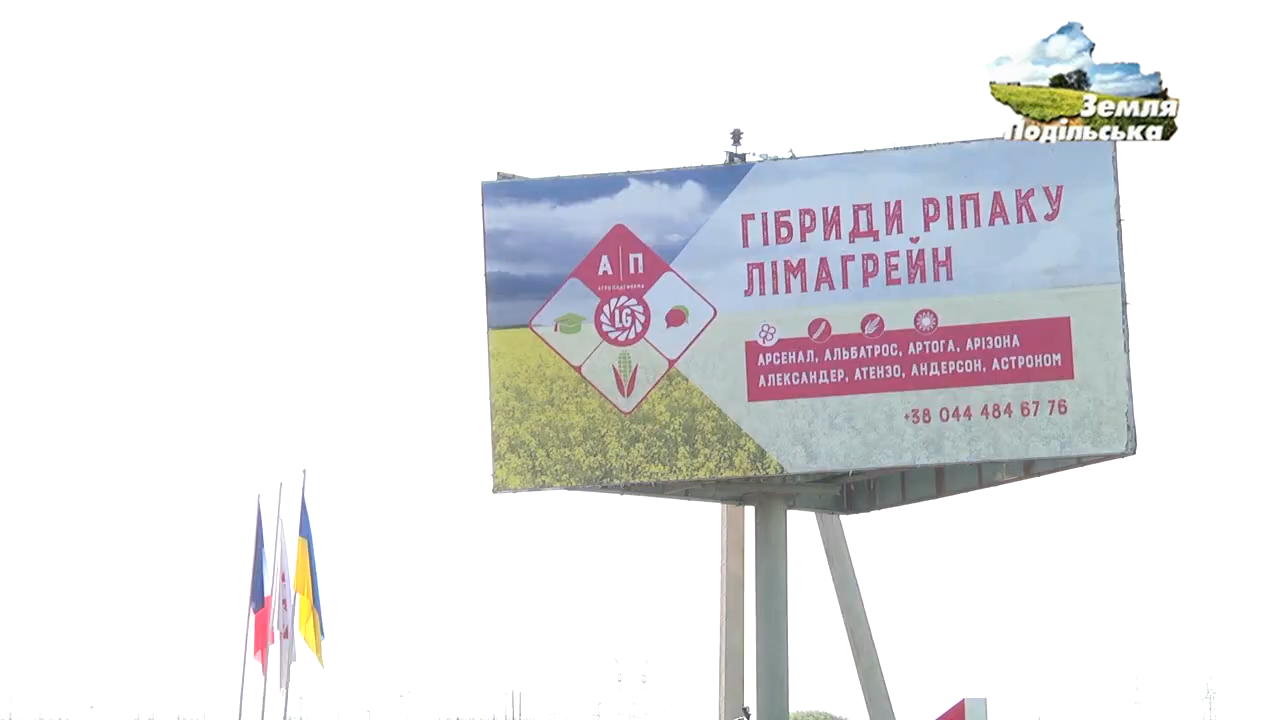 Земля
Подільська
ГІБРИДИ РІПАКУ
ЛІМАГРЕЙН
А|П
АГРОПЛАТФОРМА
LG
АРСЕНАЛ, АЛЬБАТРОС, АРТОГА, АРІЗОНА
АЛЕКСАНДЕР, АТЕНЗО, АНДЕРСОН, АСТРОНОМ
+38 044 484 67 76